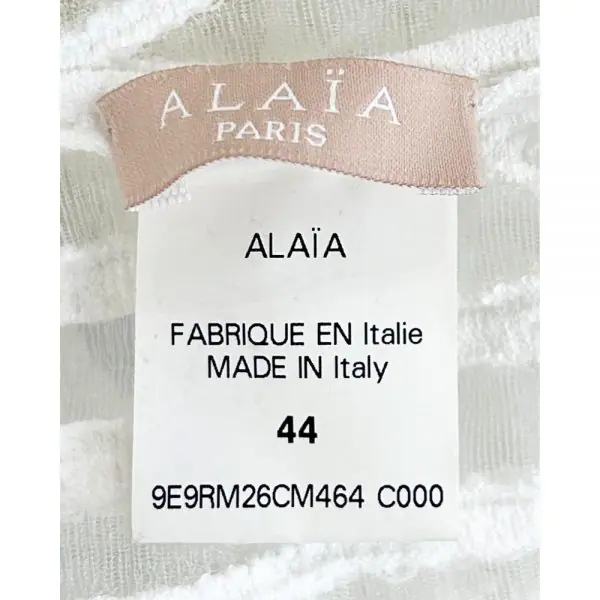 ALAÏA
PARIS
ALAÏA
FABRIQUE EN Italie
MADE IN Italy
44
9E9RM26CM464 C000